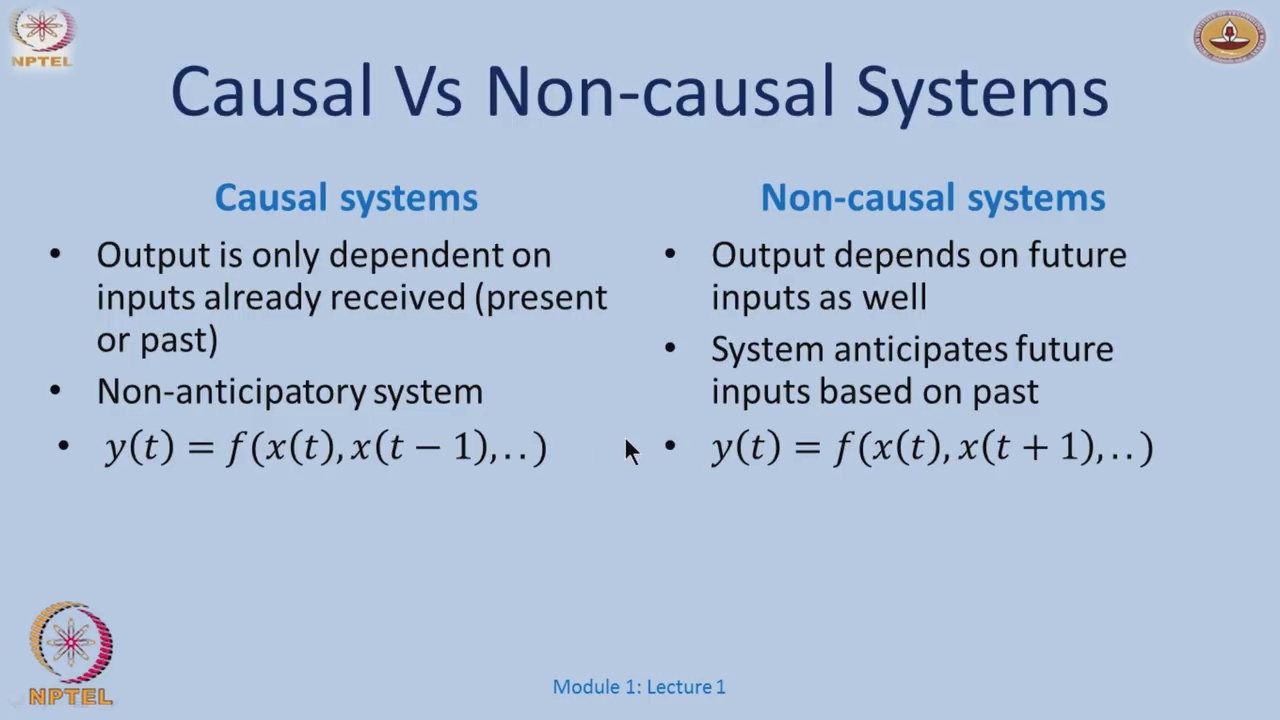 NPTEL
Causal Vs Non-causal Systems
Causal systems
• Output is only dependent on
inputs already received (present
or past)
• Non-anticipatory system
• y(t) = f(x(t), x(t − 1), . . )
Non-causal systems
• Output depends on future
inputs as well
• System anticipates future
inputs based on past
• y(t) = f(x(t), x(t + 1), . . )
NPTEL
Module 1: Lecture 1